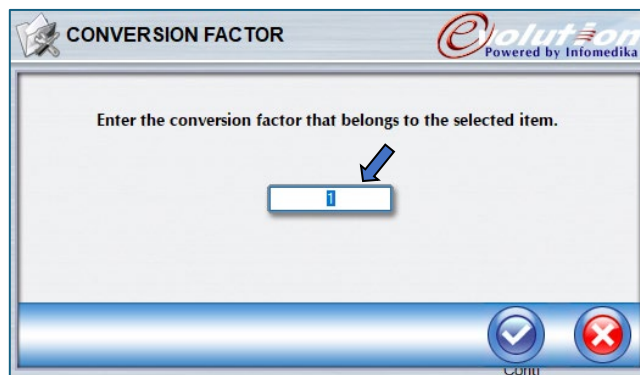 CONVERSION FACTOR
evolution
Powered by Infomedika
Enter the conversion factor that belongs to the selected item.
1
Conti